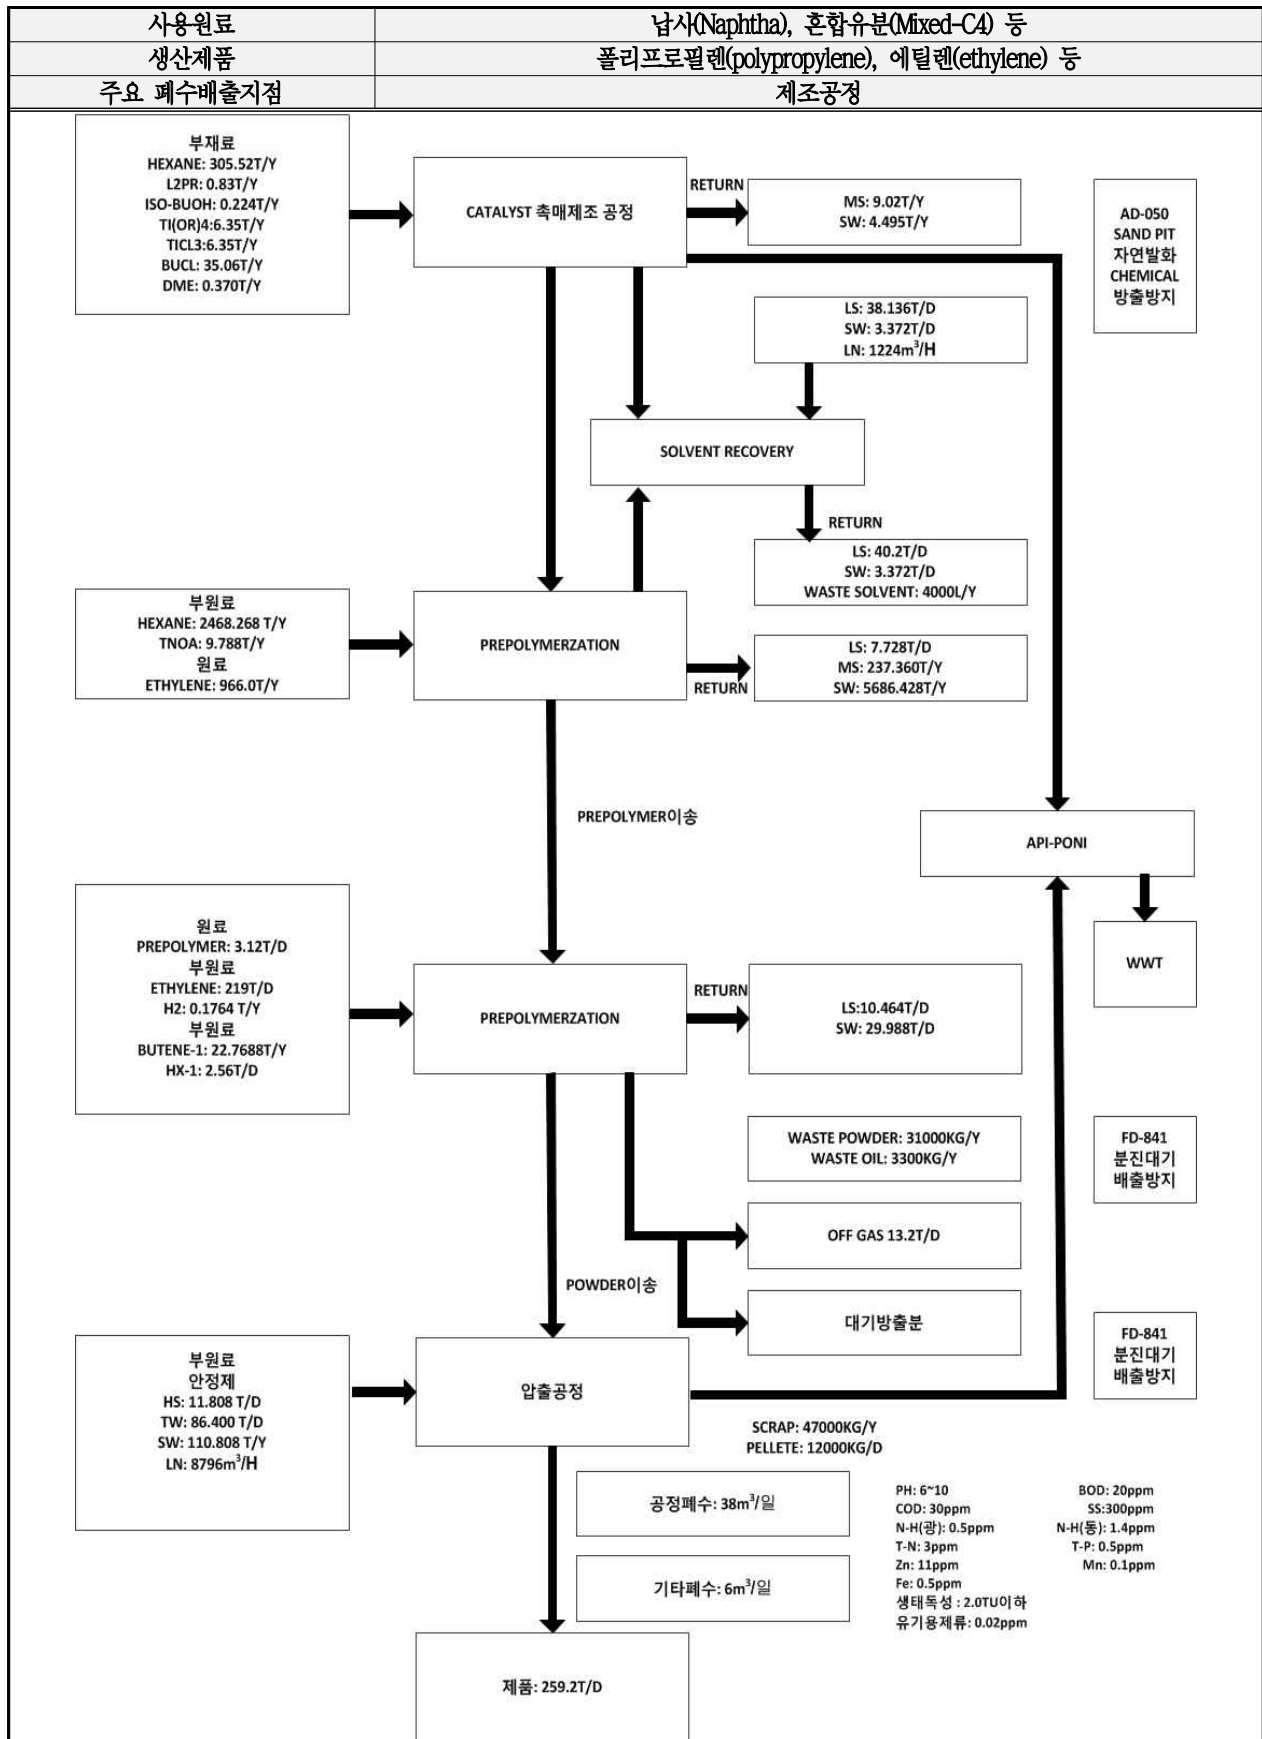 사용원료
납사(Naphtha), 혼합유분(Mixed-C4) 등
생산제품
폴리프로필렌(polypropylene), 에틸렌(ethylene) 등
주요 폐수배출지점
제조공정
부재료
HEXANE: 305.52T/Y
L2PR: 0.83T/Y
ISO-BUOH: 0.224T/Y
TI(OR)4:6.35T/Y
TICL3:6.35T/Y
BUCL: 35.06T/Y
DME: 0.370T/Y
CATALYST 촉매제조 공정
RETURN
MS: 9.02T/Y
SW: 4.495T/Y
AD-050
SAND PIT
자연발화
CHEMICAL
방출방지
LS: 38.136T/D
SW: 3.372T/D
LN: 1224m³/H
SOLVENT RECOVERY
RETURN
LS: 40.2T/D
SW: 3.372T/D
WASTE SOLVENT: 4000L/Y
부원료
HEXANE: 2468.268 T/Y
TNOA: 9.788T/Y
원료
ETHYLENE: 966.0T/Y
PREPOLYMERZATION
RETURN
LS: 7.728T/D
MS: 237.360T/Y
SW: 5686.428T/Y
PREPOLYMER이송
API-PONI
WWT
원료
PREPOLYMER: 3.12T/D
부원료
ETHYLENE: 219T/D
H2: 0.1764 T/Y
부원료
BUTENE-1: 22.7688T/Y
HX-1: 2.56T/D
PREPOLYMERZATION
RETURN
LS:10.464T/D
SW: 29.988T/D
WASTE POWDER: 31000KG/Y
WASTE OIL: 3300KG/Y
FD-841
분진대기
배출방지
OFF GAS 13.2T/D
POWDER이송
대기방출분
FD-841
분진대기
배출방지
부원료
안정제
HS: 11.808 T/D
TW: 86.400 T/D
SW: 110.808 T/Y
LN: 8796m³/H
압출공정
SCRAP: 47000KG/Y
PELLETE: 12000KG/D
공정폐수: 38m³/일
기타폐수: 6m³/일
PH: 6~10 BOD: 20ppm
COD: 30ppm SS:300ppm
N-H(광): 0.5ppm N-H(동): 1.4ppm
T-N: 3ppm T-P: 0.5ppm
Zn: 11ppm Mn: 0.1ppm
Fe: 0.5ppm
생태독성 : 2.0TU이하
유기용제류: 0.02ppm
제품: 259.2T/D